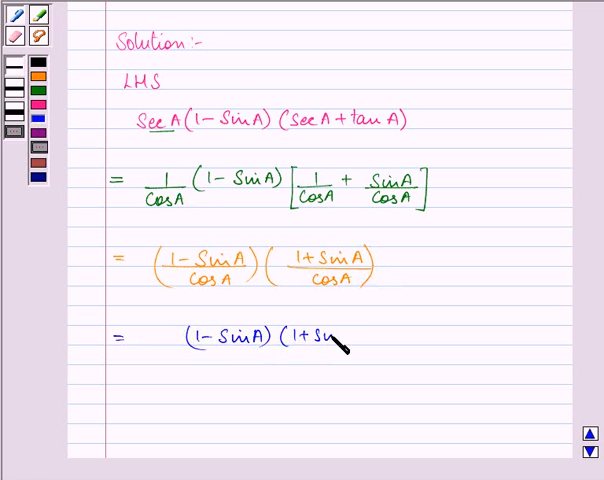 Solution:-
LHS
Sec A (1 - Sin A) (Sec A + tan A)
= 1/Cos A (1 - Sin A) [1/Cos A + Sin A/Cos A]
= (1 - Sin A/Cos A) (1 + Sin A/Cos A)
= (1 - Sin A) (1 + Sin